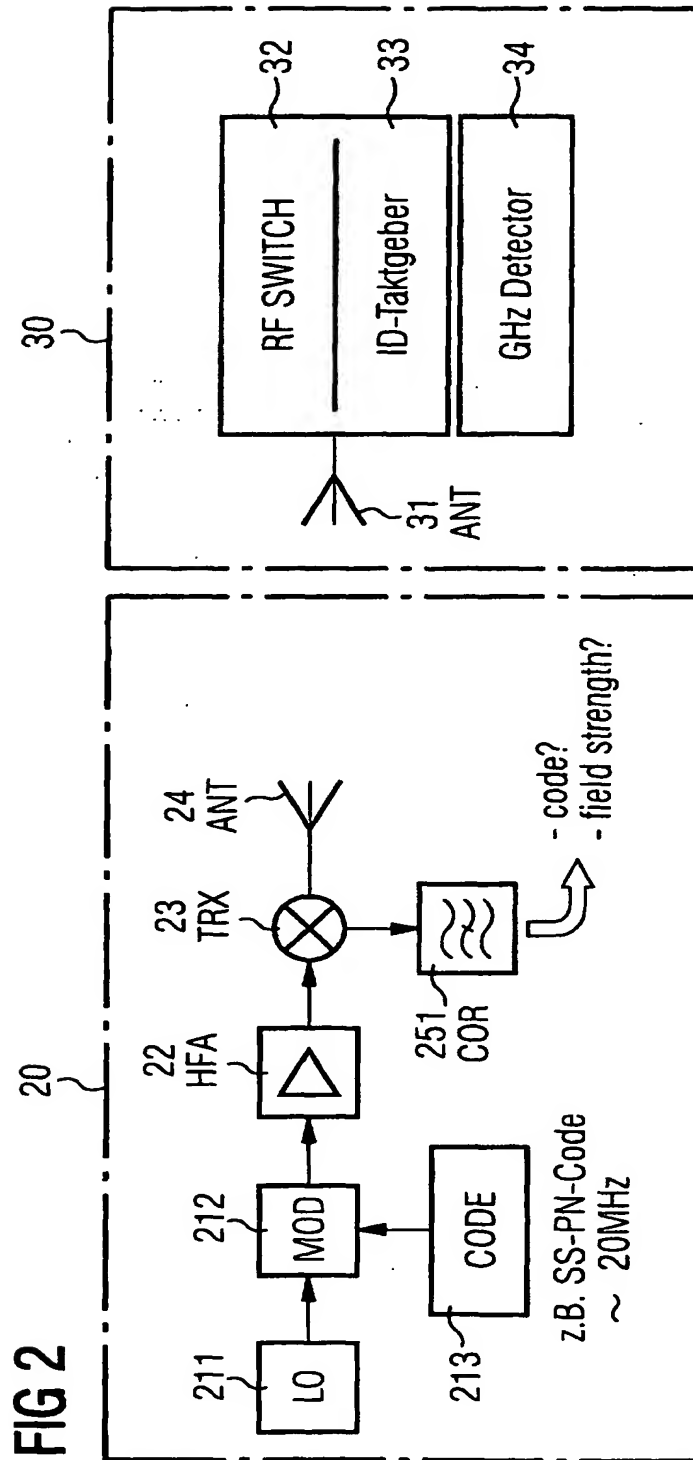 FIG 2
20
211
LO
212
MOD
22
HFA
23
TRX
24
ANT
213
CODE
z.B. SS-PN-Code
~ 20MHz
251
COR
- code?
- field strength?
30
31
ANT
RF SWITCH
32
ID-Taktgeber
33
GHz Detector
34